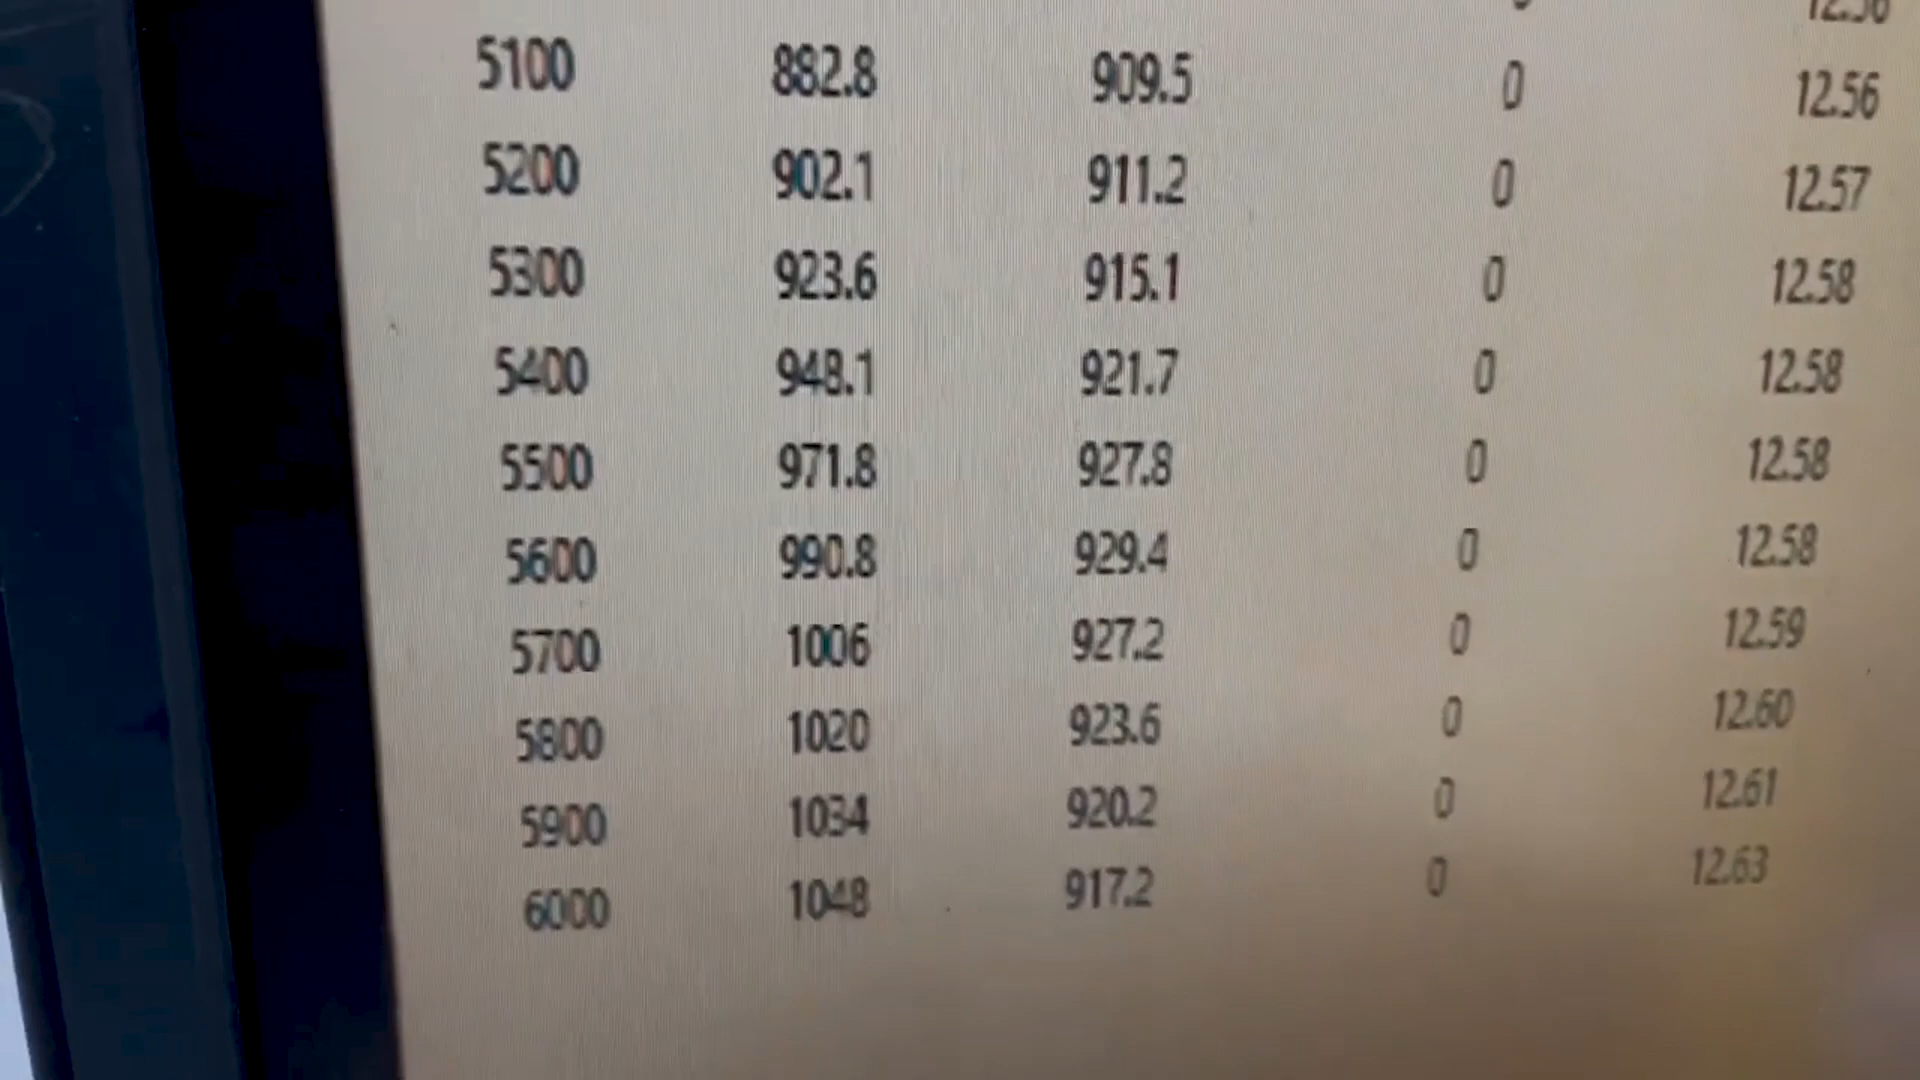 12.56
5100 882.8 909.5 0 12.56
5200 902.1 911.2 0 12.57
5300 923.6 915.1 0 12.58
5400 948.1 921.7 0 12.58
5500 971.8 927.8 0 12.58
5600 990.8 929.4 0 12.58
5700 1006 927.2 0 12.59
5800 1020 923.6 0 12.60
5900 1034 920.2 0 12.61
6000 1048 917.2 0 12.63